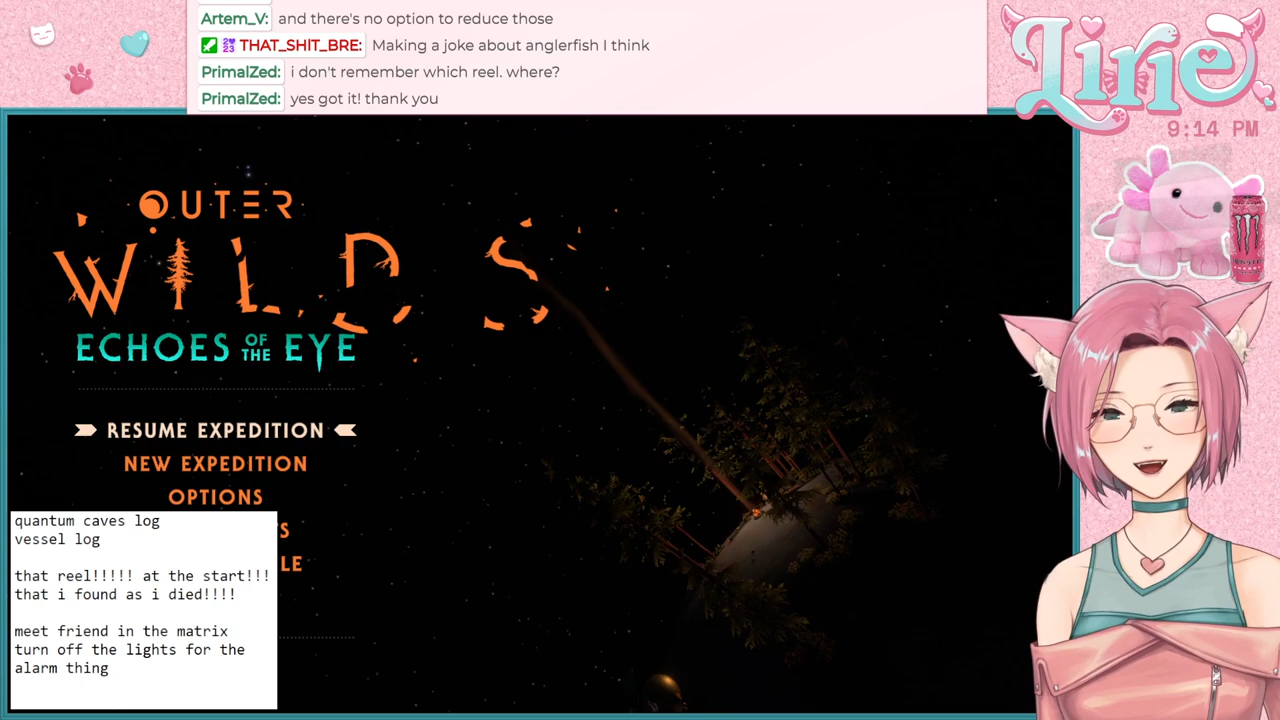 Artem_V: and there's no option to reduce those
THAT_SHIT_BRE: Making a joke about anglerfish I think
PrimalZed: i don't remember which reel. where?
PrimalZed: yes got it! thank you
Lirie
9:14 PM
OUTER
WILDS
ECHOES OF THE EYE
RESUME EXPEDITION
NEW EXPEDITION
OPTIONS
S
LE
quantum caves log
vessel log
that reel!!!!! at the start!!!
that i found as i died!!!!
meet friend in the matrix
turn off the lights for the
alarm thing